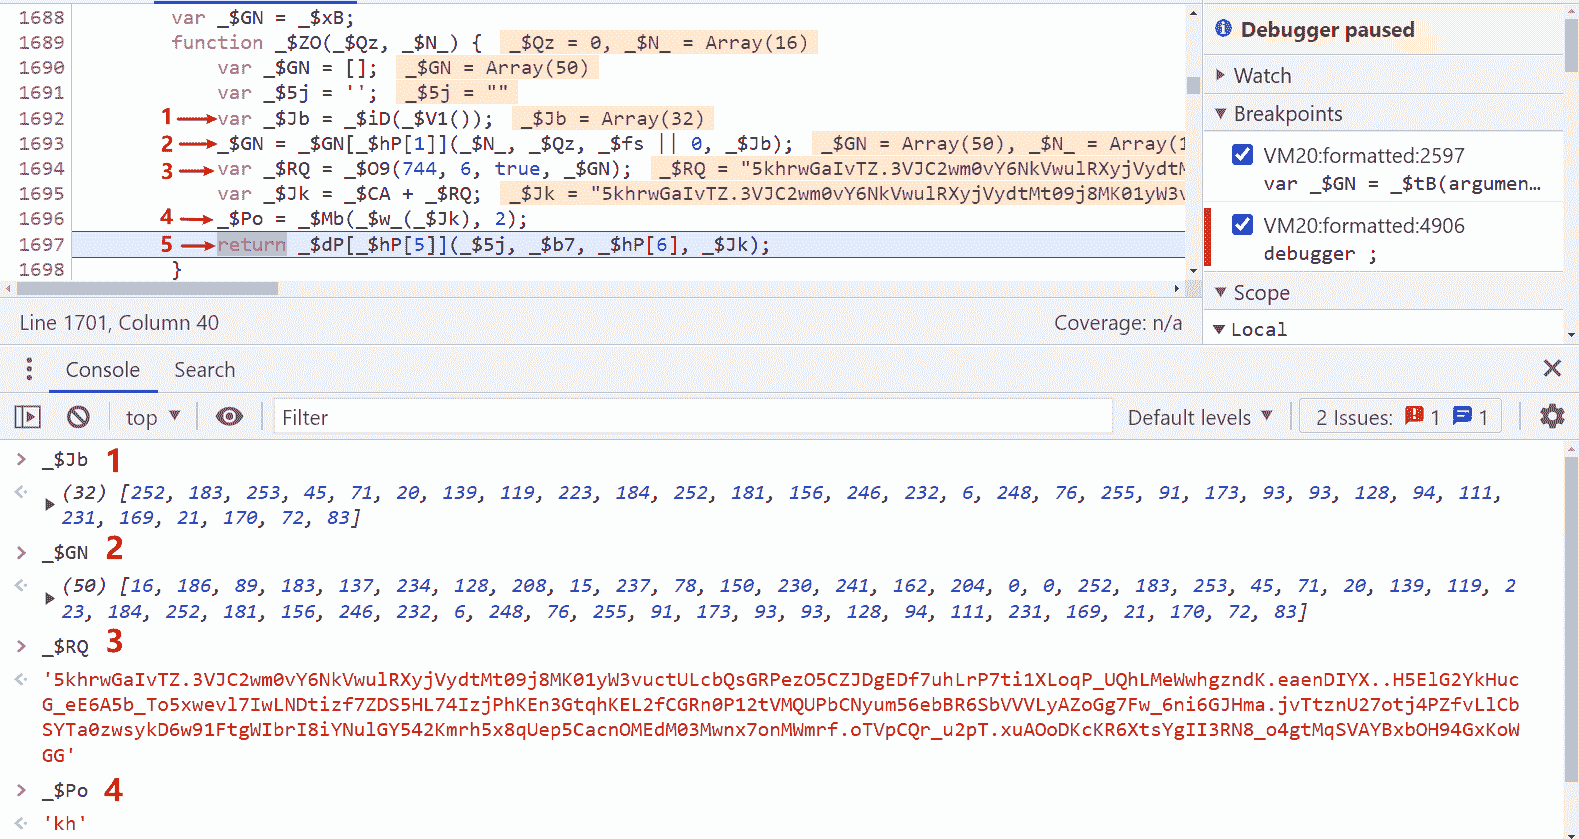 1688 var _$GN = _$xB;
1689 function _$ZO(_$Qz, _$N_) { _$Qz = 0, _$N_ = Array(16)
1690 var _$GN = []; _$GN = Array(50)
1691 var _$5j = ''; _$5j = ""
1692 1 var _$Jb = _$iD(_$V1()); _$Jb = Array(32)
1693 2 _$GN = _$GN[_$hP[1]](_$N_, _$Qz, _$fs || 0, _$Jb); _$GN = Array(50), _$N_ = Array(1
1694 3 var _$RQ = _$O9(744, 6, true, _$GN); _$RQ = "5khrwGaIvTZ.3VJC2wm0vY6NkVwulRXyjVydtM
1695 var _$Jk = _$CA + _$RQ; _$Jk = "5khrwGaIvTZ.3VJC2wm0vY6NkVwulRXyjVydtMt09j8MK01yW3v
1696 4 _$Po = _$Mb(_$w_(_$Jk), 2);
1697 5 return _$dP[_$hP[5]](_$5j, _$b7, _$hP[6], _$Jk);
1698 }
Line 1701, Column 40 Coverage: n/a
Debugger paused
Watch
Breakpoints
VM20:formatted:2597
var _$GN = _$tB(argumen…
VM20:formatted:4906
debugger ;
Scope
Local
Console Search
top Filter Default levels 2 Issues: 1 1
> _$Jb 1
(32) [252, 183, 253, 45, 71, 20, 139, 119, 223, 184, 252, 181, 156, 246, 232, 6, 248, 76, 255, 91, 173, 93, 93, 128, 94, 111,
231, 169, 21, 170, 72, 83]
> _$GN 2
(50) [16, 186, 89, 183, 137, 234, 128, 208, 15, 237, 78, 150, 230, 241, 162, 204, 0, 0, 252, 183, 253, 45, 71, 20, 139, 119, 2
23, 184, 252, 181, 156, 246, 232, 6, 248, 76, 255, 91, 173, 93, 93, 128, 94, 111, 231, 169, 21, 170, 72, 83]
> _$RQ 3
'5khrwGaIvTZ.3VJC2wm0vY6NkVwulRXyjVydtMt09j8MK01yW3vuctULcbQsGRPezO5CZJDgEDf7uhLrP7ti1XLoqP_UQhLMeWwhgzndK.eaenDIYX..H5ElG2YkHuc
G_eE6A5b_To5xwevl7IwLNDtizf7ZDS5HL74IzjPhKEn3GtqhKEL2fCGRn0P12tVMQUPbCNyum56ebBR6SbVVVLyAZoGg7Fw_6ni6GJHma.jvTtznU27otj4PZfvLlCb
SYTa0zwsykD6w91FtgWIbrI8iYNulGY542Kmrh5x8qUep5CacnOMEdM03Mwnx7onMWmrf.oTVpCQr_u2pT.xuAOoDKcKR6XtsYgII3RN8_o4gtMqSVAYBxbOH94GxKoW
GG'
> _$Po 4
'kh'